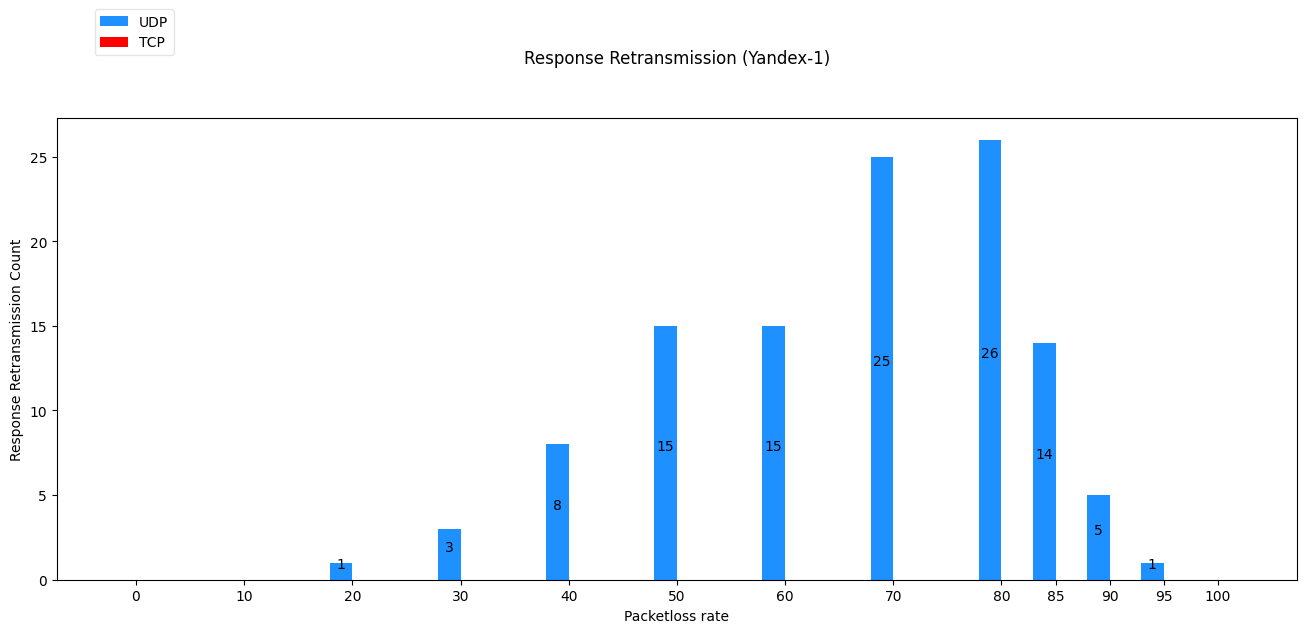 UDP
TCP
Response Retransmission (Yandex-1)
Response Retransmission Count
25
20
15
10
5
0
1
3
8
15
15
25
26
14
5
1
0 10 20 30 40 50 60 70 80 85 90 95 100
Packetloss rate